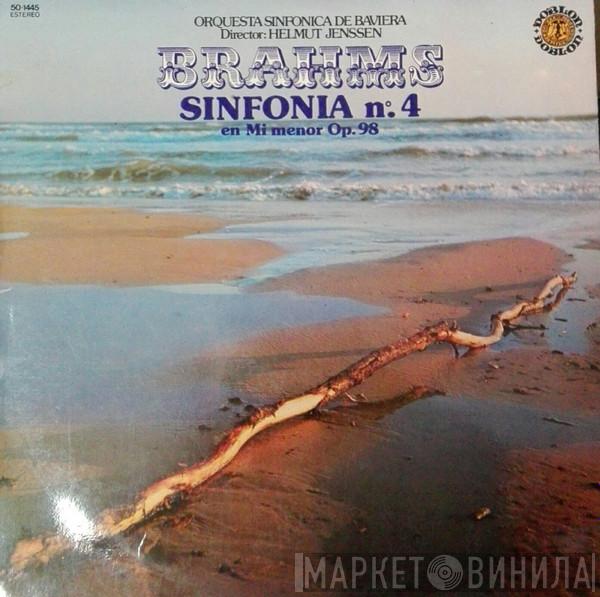 50-1445
ESTEREO
ORQUESTA SINFONICA DE BAVIERA
Director: HELMUT JENSSEN
BRAHMS
SINFONIA nº. 4
en Mi menor Op. 98
DOBLON
DOBLON
МАРКЕТ ВИНИЛА